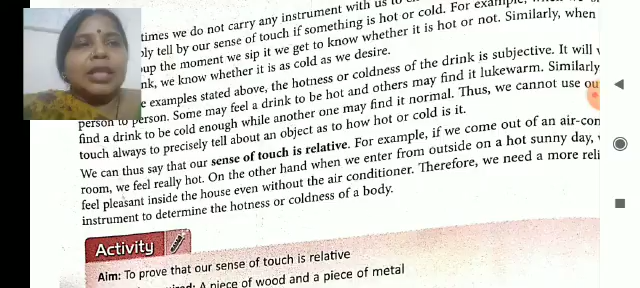 times we do not carry any instrument with us to
tell by our sense of touch if something is hot or cold. For example,
up the moment we sip it we get to know whether it is hot or not. Similarly, when
we know whether it is as cold as we desire.
examples stated above, the hotness or coldness of the drink is subjective. It will
person to person. Some may feel a drink to be hot and others may find it lukewarm. Similarly
find a drink to be cold enough while another one may find it normal. Thus, we cannot use ou
touch always to precisely tell about an object as to how hot or cold is it.
We can thus say that our sense of touch is relative. For example, if we come out of an air-con
room, we feel really hot. On the other hand when we enter from outside on a hot sunny day,
feel pleasant inside the house even without the air conditioner. Therefore, we need a more reli
instrument to determine the hotness or coldness of a body.
Activity
Aim: To prove that our sense of touch is relative
A piece of wood and a piece of metal